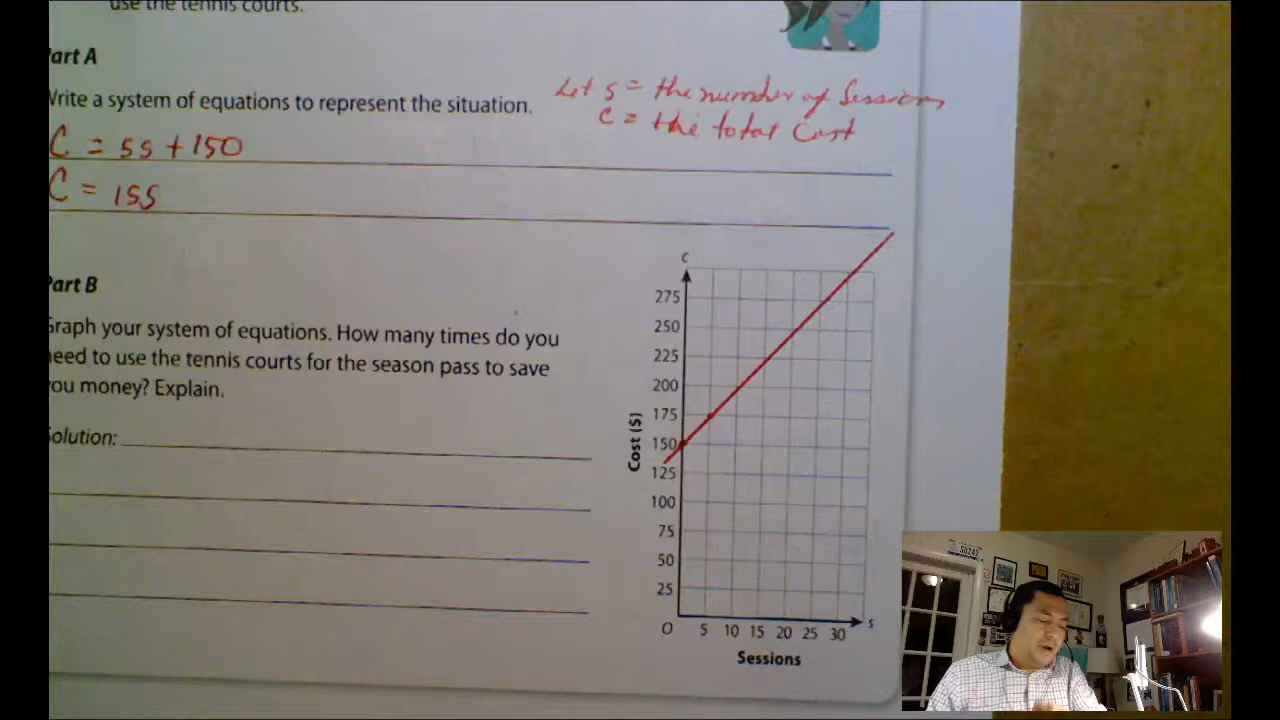 use the tennis courts.
art A
Write a system of equations to represent the situation.
Let s = the number of Sessions
C = the total Cost
C = 5s + 150
C = 15s
art B
Graph your system of equations. How many times do you
need to use the tennis courts for the season pass to save
you money? Explain.
Solution:
C
275
250
225
200
175
150
125
100
75
50
25
O 5 10 15 20 25 30 s
Cost ($)
Sessions